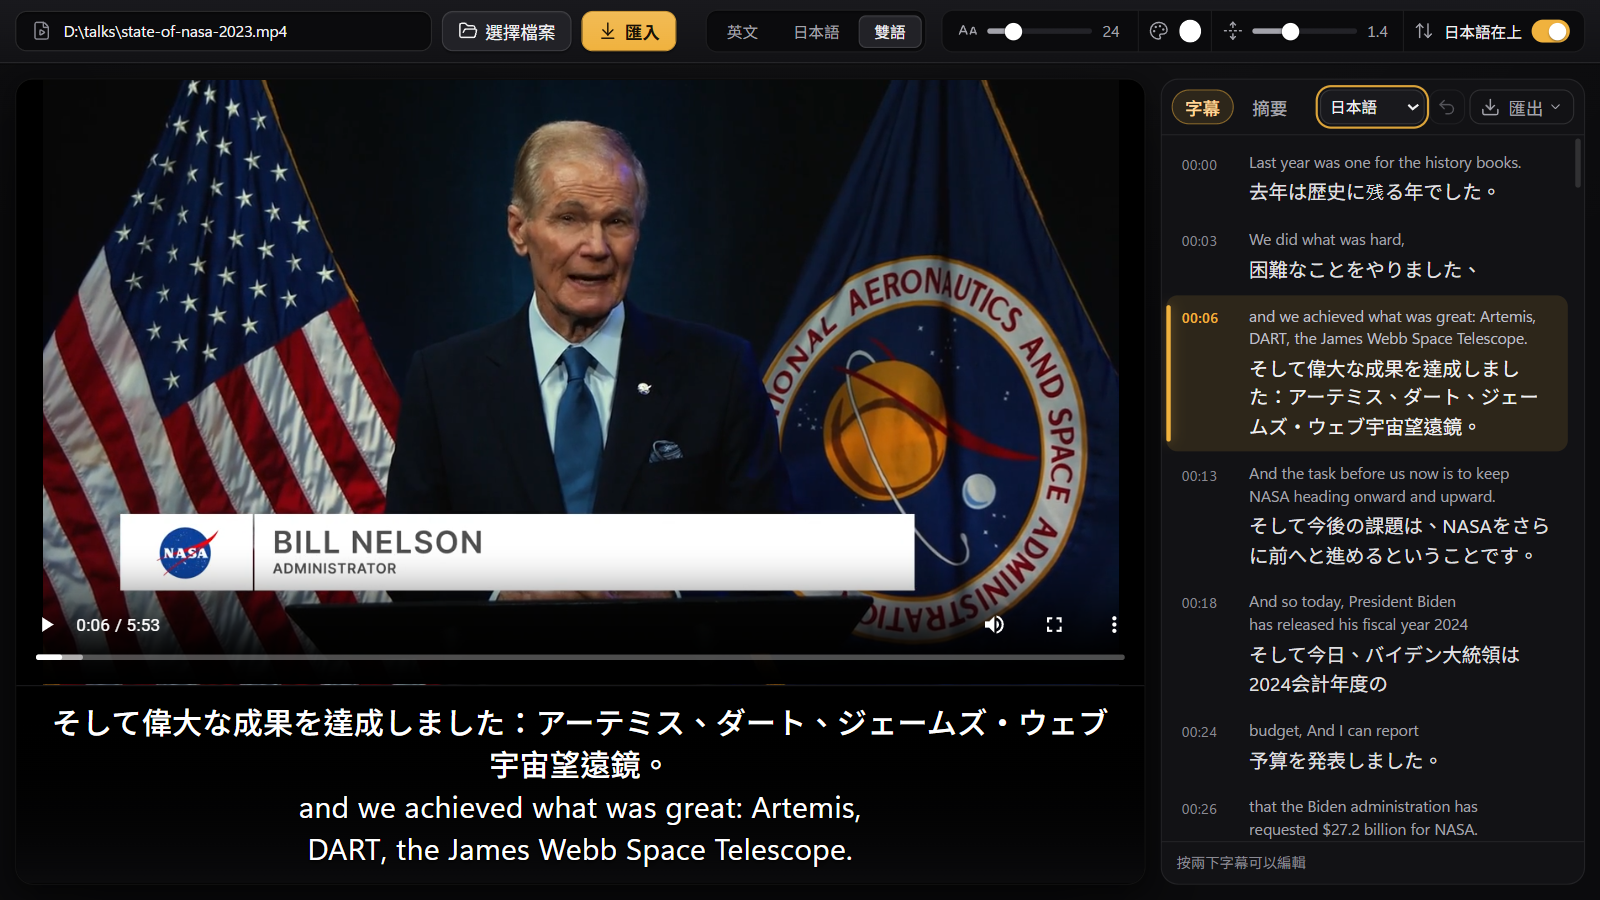 D:\talks\state-of-nasa-2023.mp4
選擇檔案
匯入
英文
日本語
雙語
AA
24
1.4
日本語在上
字幕
摘要
日本語
匯出
NATIONAL AERONAUTICS AND SPACE ADMINISTRATION
NASA
BILL NELSON
ADMINISTRATOR
0:06 / 5:53
そして偉大な成果を達成しました：アーテミス、ダート、ジェームズ・ウェブ
宇宙望遠鏡。
and we achieved what was great: Artemis,
DART, the James Webb Space Telescope.
00:00
Last year was one for the history books.
去年は歴史に残る年でした。
00:03
We did what was hard,
困難なことをやりました、
00:06
and we achieved what was great: Artemis,
DART, the James Webb Space Telescope.
そして偉大な成果を達成しまし
た：アーテミス、ダート、ジェー
ムズ・ウェブ宇宙望遠鏡。
00:13
And the task before us now is to keep
NASA heading onward and upward.
そして今後の課題は、NASAをさら
に前へと進めるということです。
00:18
And so today, President Biden
has released his fiscal year 2024
そして今日、バイデン大統領は
2024会計年度の
00:24
budget, And I can report
予算を発表しました。
00:26
that the Biden administration has
requested $27.2 billion for NASA.
按兩下字幕可以編輯